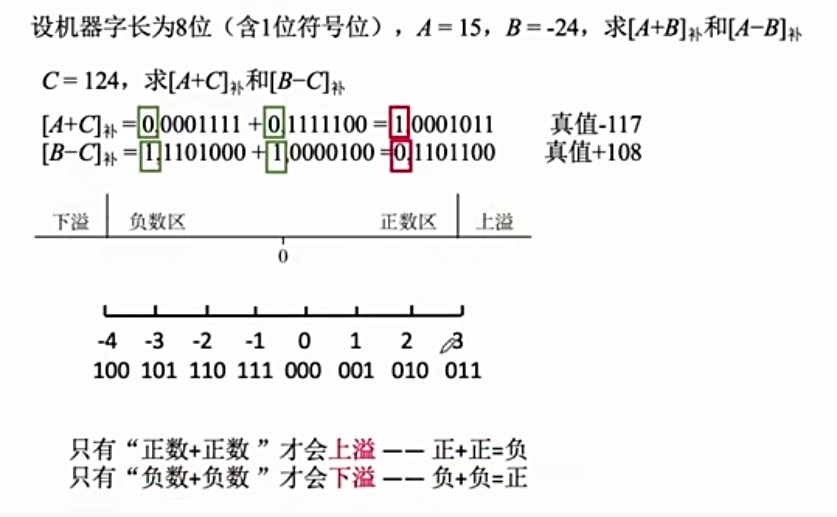 设机器字长为8位（含1位符号位），A = 15，B = -24，求[A+B]补和[A−B]补
C = 124，求[A+C]补和[B−C]补
[A+C]补 = 0,0001111 + 0,1111100 = 1,0001011 真值-117
[B−C]补 = 1,1101000 + 1,0000100 = 0,1101100 真值+108
下溢 负数区 正数区 上溢
0
-4 -3 -2 -1 0 1 2 3
100 101 110 111 000 001 010 011
只有“正数+正数 ”才会上溢 —— 正+正=负
只有“负数+负数 ”才会下溢 —— 负+负=正